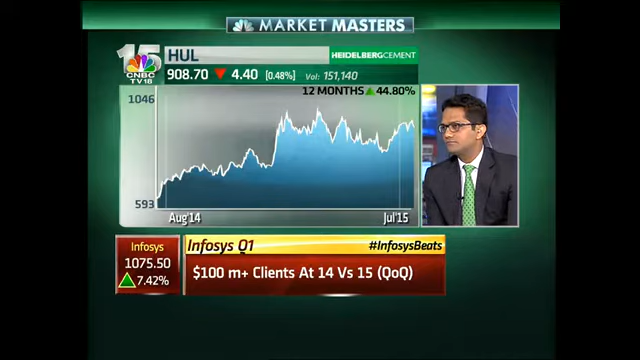 MARKET MASTERS
15
CNBC
TV18
HUL
HEIDELBERGCEMENT
908.70 4.40 [0.48%] Vol: 151,140
12 MONTHS 44.80%
1046
593
Aug'14 Jul'15
Infosys
1075.50
7.42%
Infosys Q1 #InfosysBeats
$100 m+ Clients At 14 Vs 15 (QoQ)